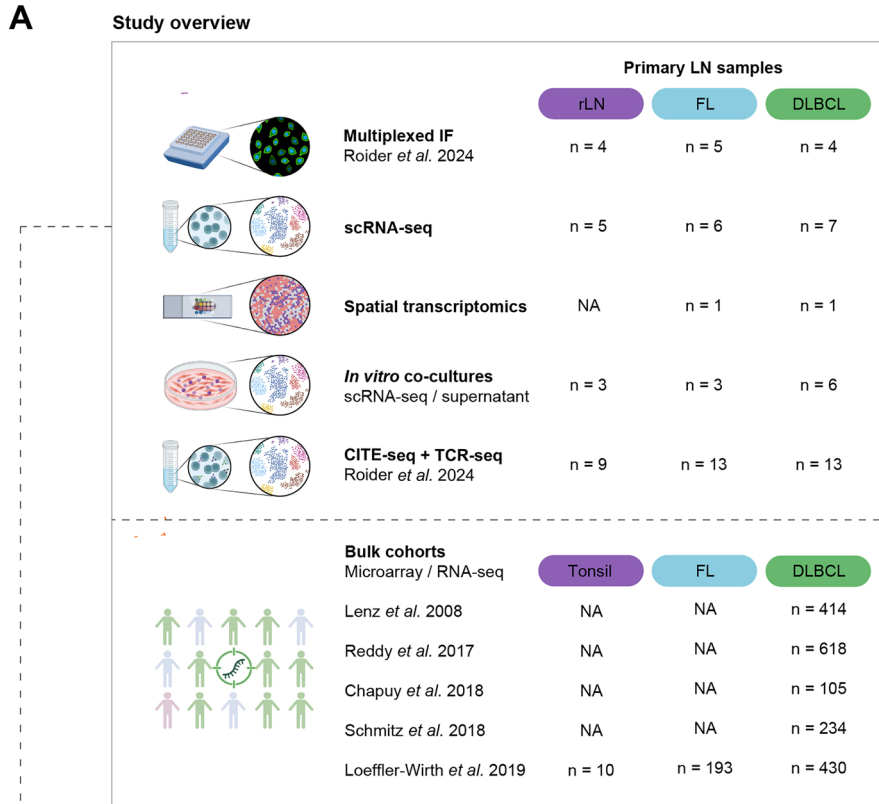 A
Study overview
Primary LN samples
rLN FL DLBCL
Multiplexed IF
Roider et al. 2024
n = 4 n = 5 n = 4
scRNA-seq
n = 5 n = 6 n = 7
Spatial transcriptomics
NA n = 1 n = 1
In vitro co-cultures
scRNA-seq / supernatant
n = 3 n = 3 n = 6
CITE-seq + TCR-seq
Roider et al. 2024
n = 9 n = 13 n = 13
Bulk cohorts
Microarray / RNA-seq
Tonsil FL DLBCL
Lenz et al. 2008 NA NA n = 414
Reddy et al. 2017 NA NA n = 618
Chapuy et al. 2018 NA NA n = 105
Schmitz et al. 2018 NA NA n = 234
Loeffler-Wirth et al. 2019 n = 10 n = 193 n = 430